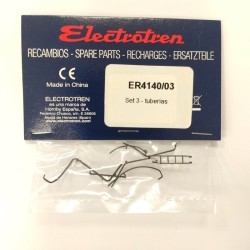 Electrotren
RECAMBIOS - SPARE PARTS - RECHARGES - ERSATZTEILE
CE
Made in China
ER4140/03
Set 3 - tuberias
ELECTROTREN
es una marca de
Hornby España, S.A.